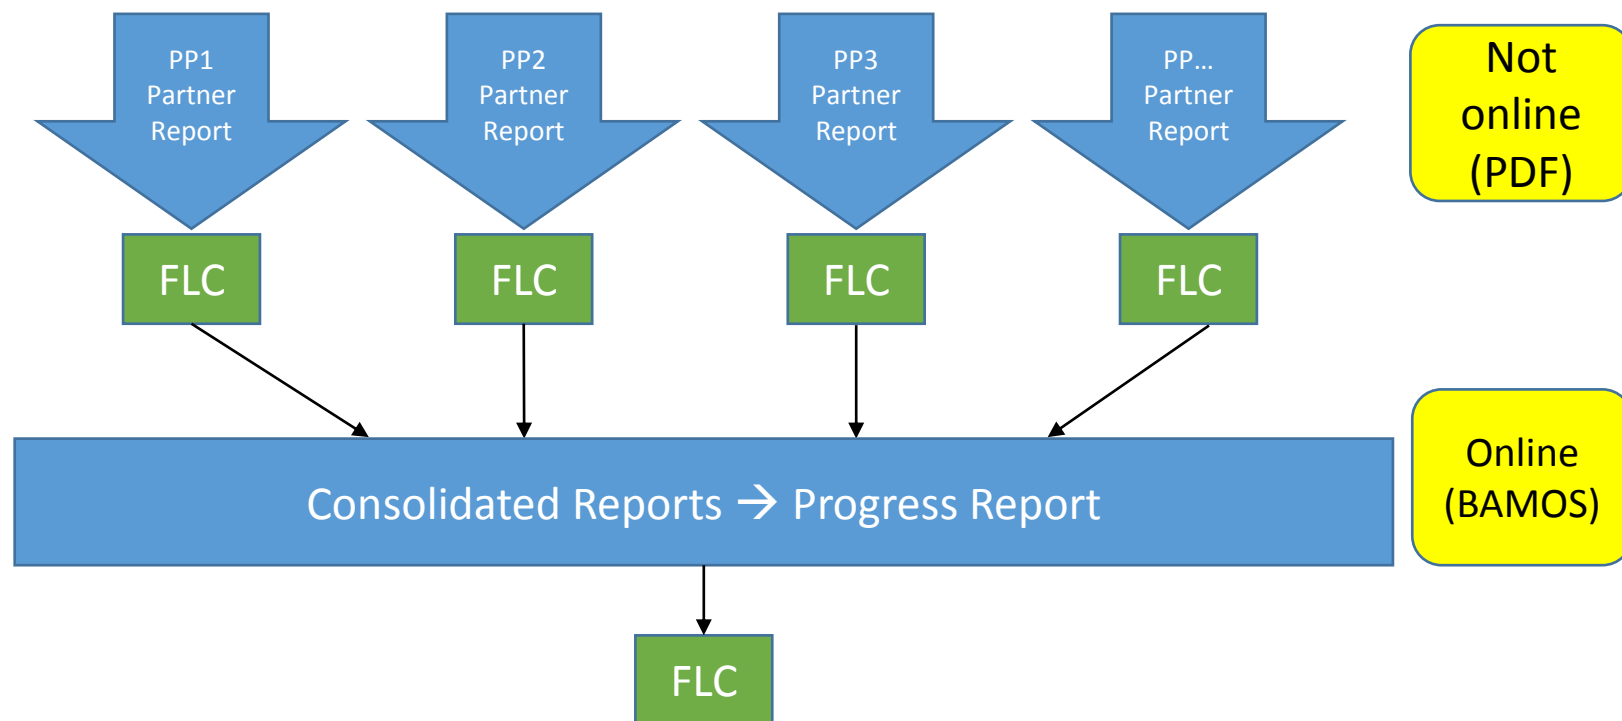 PP1
Partner
Report
PP2
Partner
Report
PP3
Partner
Report
PP...
Partner
Report
Not
online
(PDF)
FLC
FLC
FLC
FLC
Consolidated Reports → Progress Report
Online
(BAMOS)
FLC